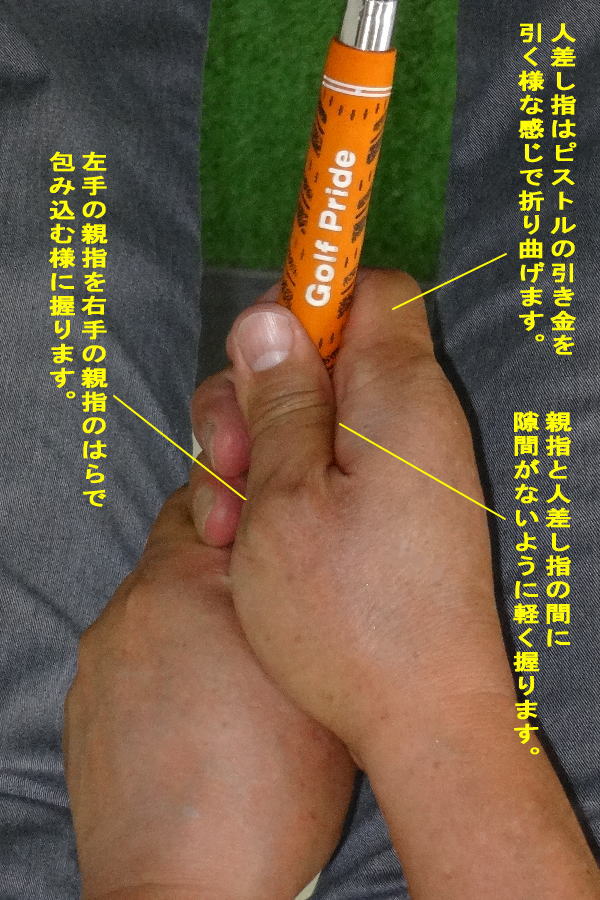 人差し指はピストルの引き金を
引く様な感じで折り曲げます。
親指と人差し指の間に
隙間がないように軽く握ります。
左手の親指を右手の親指のはらで
包み込む様に握ります。
Golf Pride